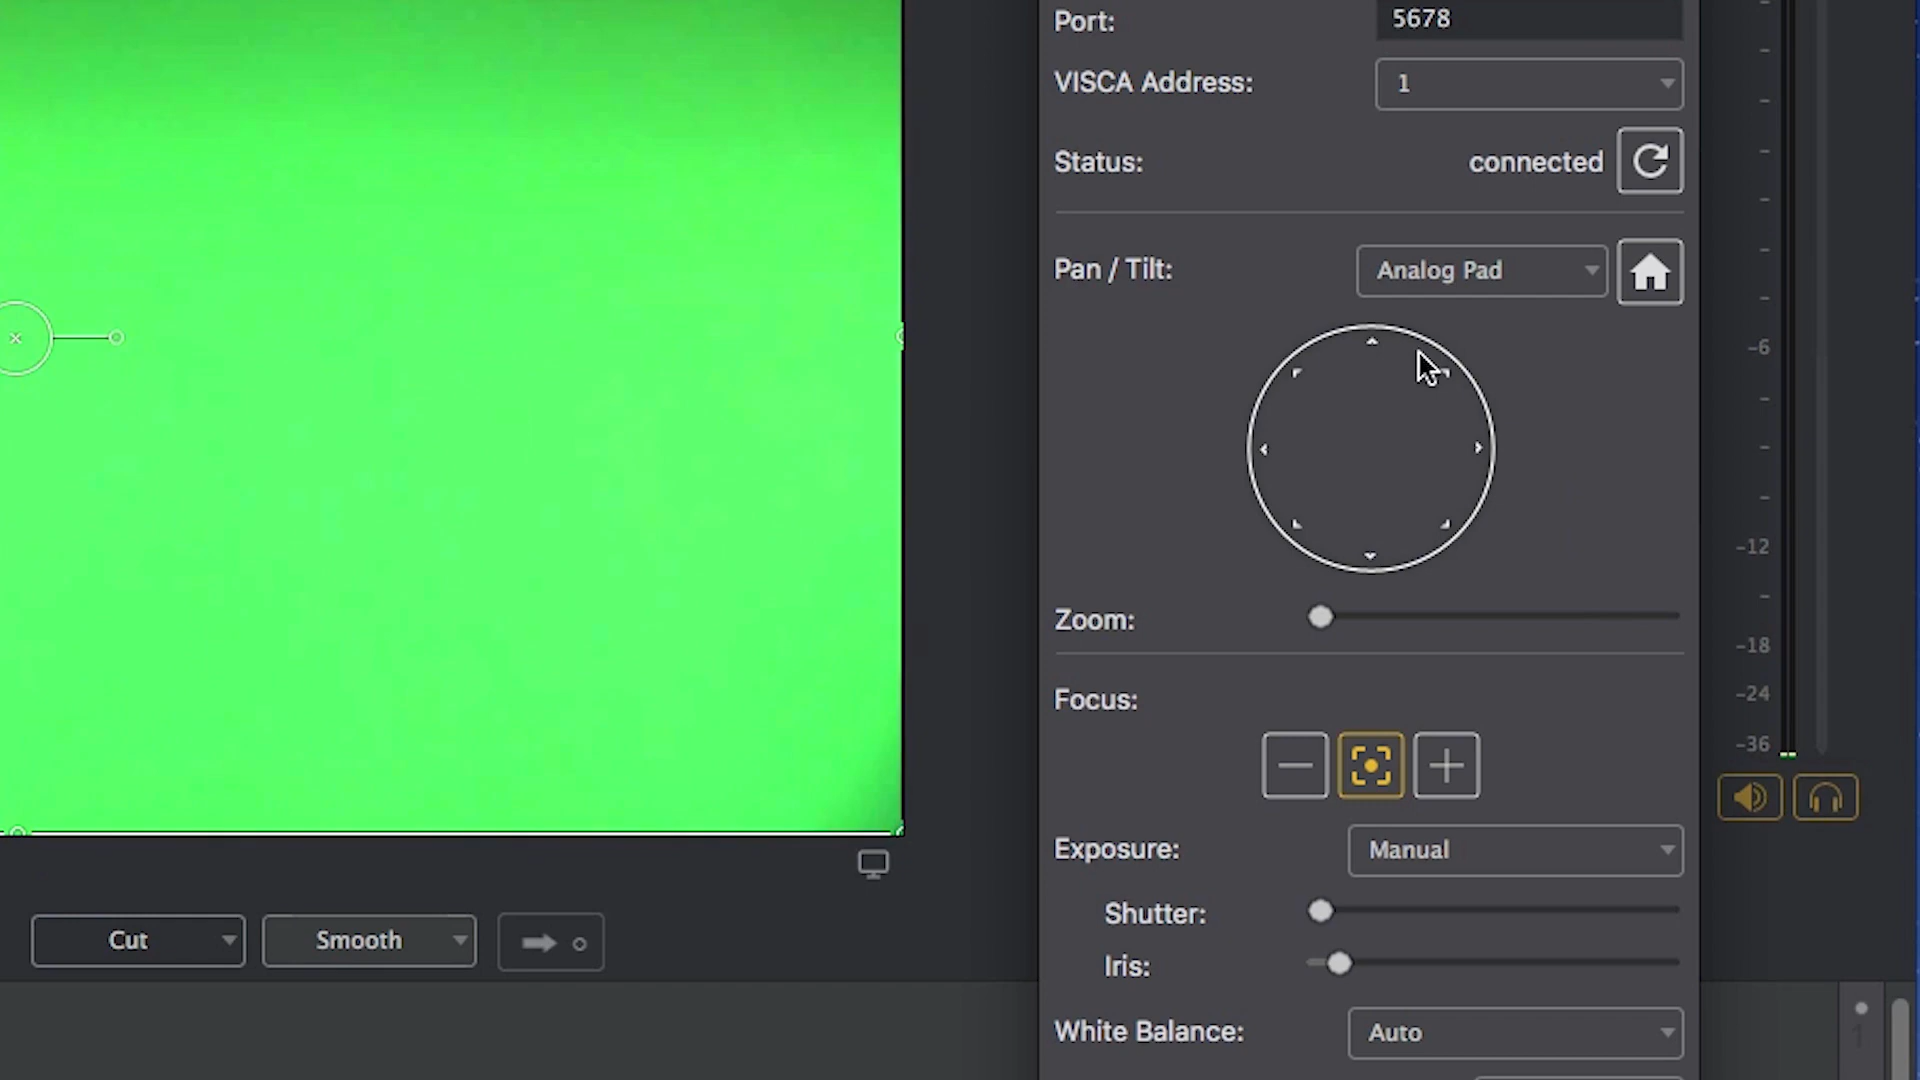 Port: 5678
VISCA Address: 1
Status: connected
Pan / Tilt: Analog Pad
-6
-12
Zoom:
-18
-24
Focus:
-36
Exposure: Manual
Shutter:
Cut Smooth
Iris:
White Balance: Auto
1